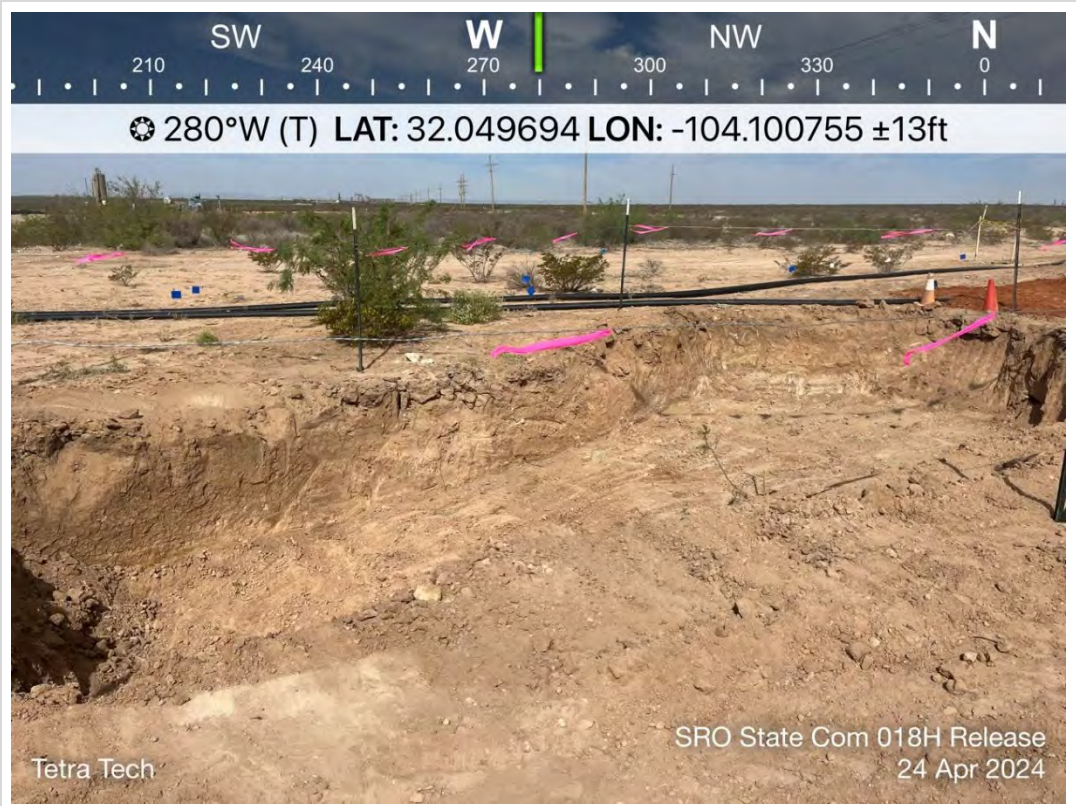 SW W NW N
210 240 270 300 330 0
280°W (T) LAT: 32.049694 LON: -104.100755 ±13ft
SRO State Com 018H Release
Tetra Tech 24 Apr 2024